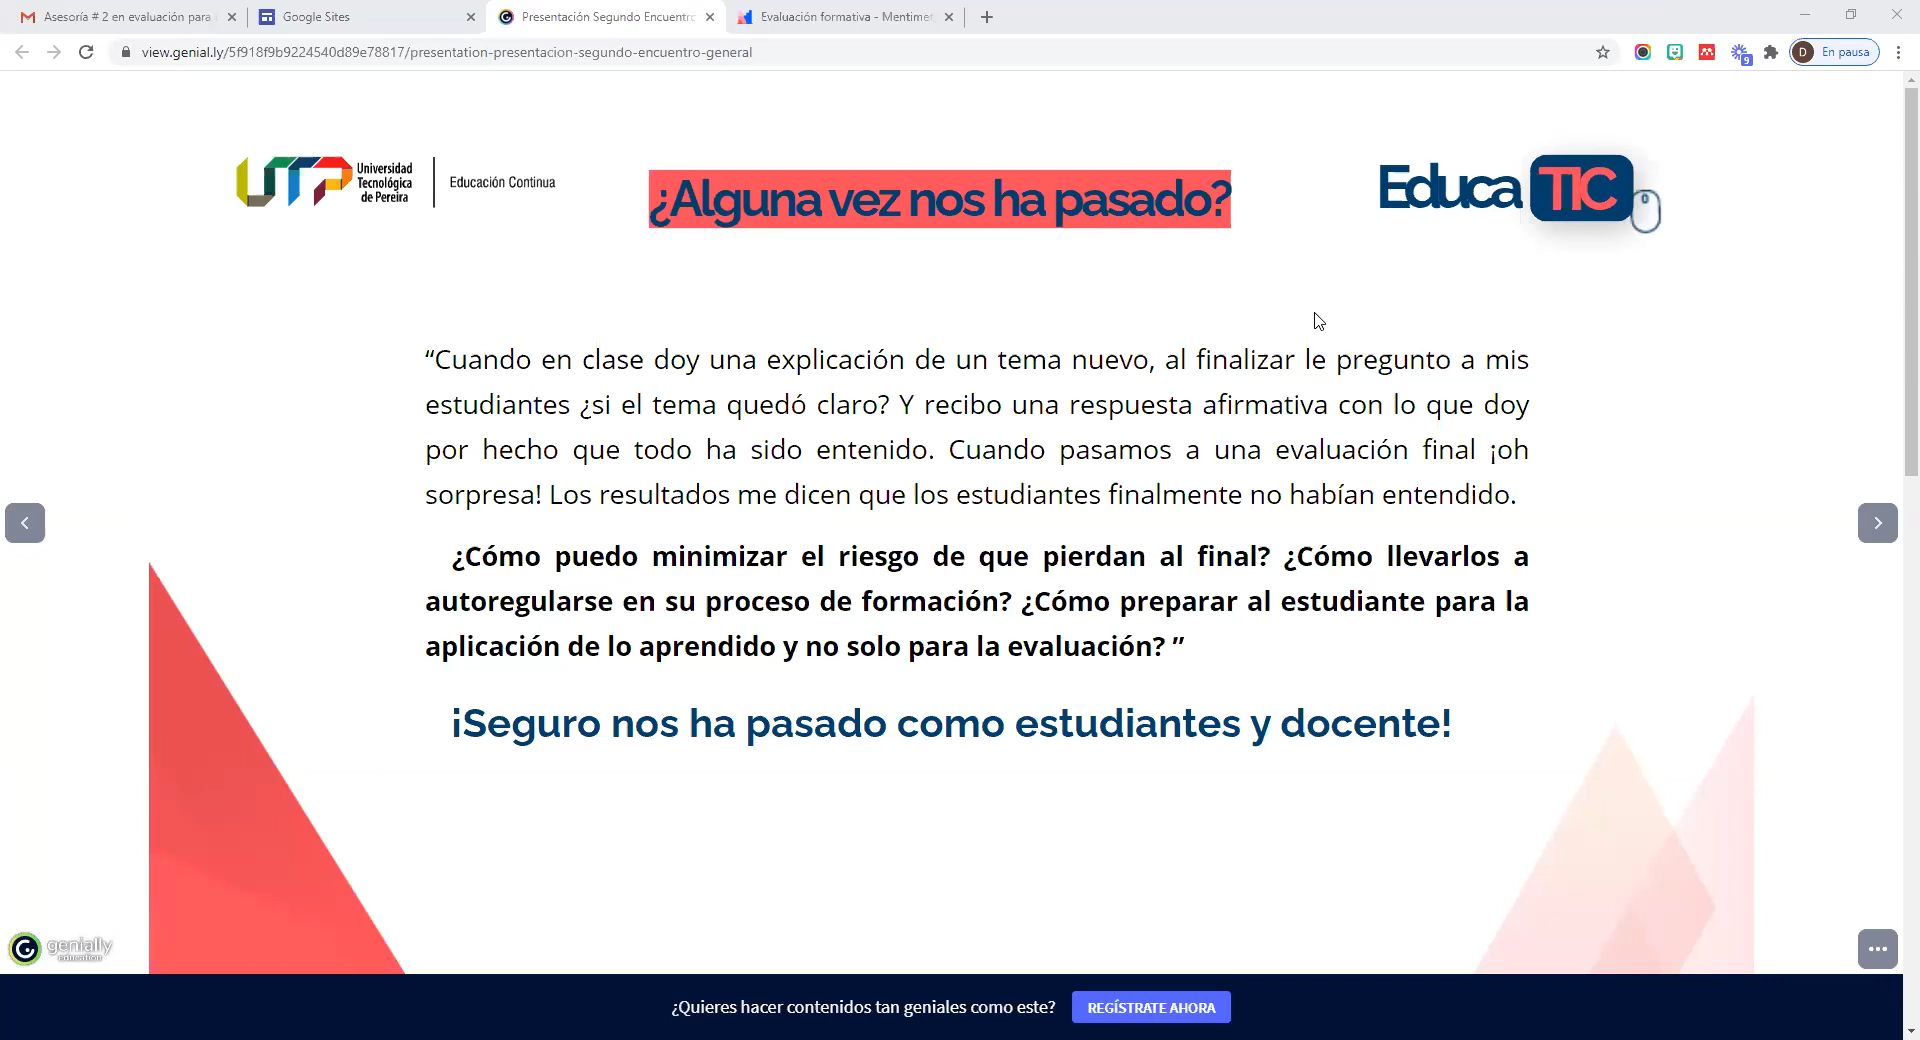 Asesoría # 2 en evaluación para
Google Sites
Presentación Segundo Encuentro
Evaluación formativa - Mentimet
view.genial.ly/5f918f9b9224540d89e78817/presentation-presentacion-segundo-encuentro-general
9
D
En pausa
UTP
Universidad
Tecnológica
de Pereira
Educación Continua
¿Alguna vez nos ha pasado?
Educa TIC
“Cuando en clase doy una explicación de un tema nuevo, al finalizar le pregunto a mis
estudiantes ¿si el tema quedó claro? Y recibo una respuesta afirmativa con lo que doy
por hecho que todo ha sido entenido. Cuando pasamos a una evaluación final ¡oh
sorpresa! Los resultados me dicen que los estudiantes finalmente no habían entendido.
¿Cómo puedo minimizar el riesgo de que pierdan al final? ¿Cómo llevarlos a
autoregularse en su proceso de formación? ¿Cómo preparar al estudiante para la
aplicación de lo aprendido y no solo para la evaluación? ”
¡Seguro nos ha pasado como estudiantes y docente!
genially
education
¿Quieres hacer contenidos tan geniales como este?
REGÍSTRATE AHORA